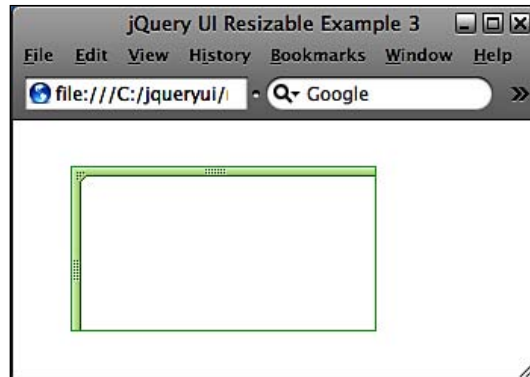 jQuery UI Resizable Example 3
File Edit View History Bookmarks Window Help
file:///C:/jqueryui/ Google